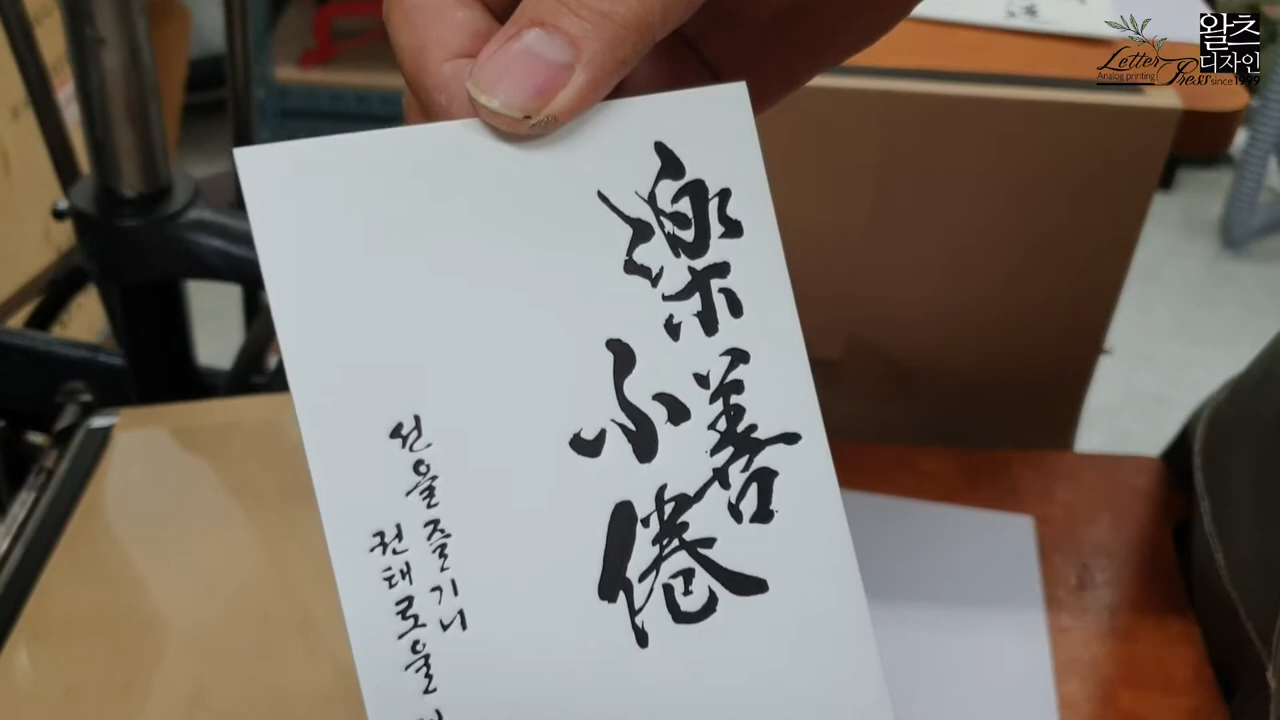 樂善
不倦
선을즐기니
권태로울
Letter Press
Analog printing since 1999
왈츠
디자인